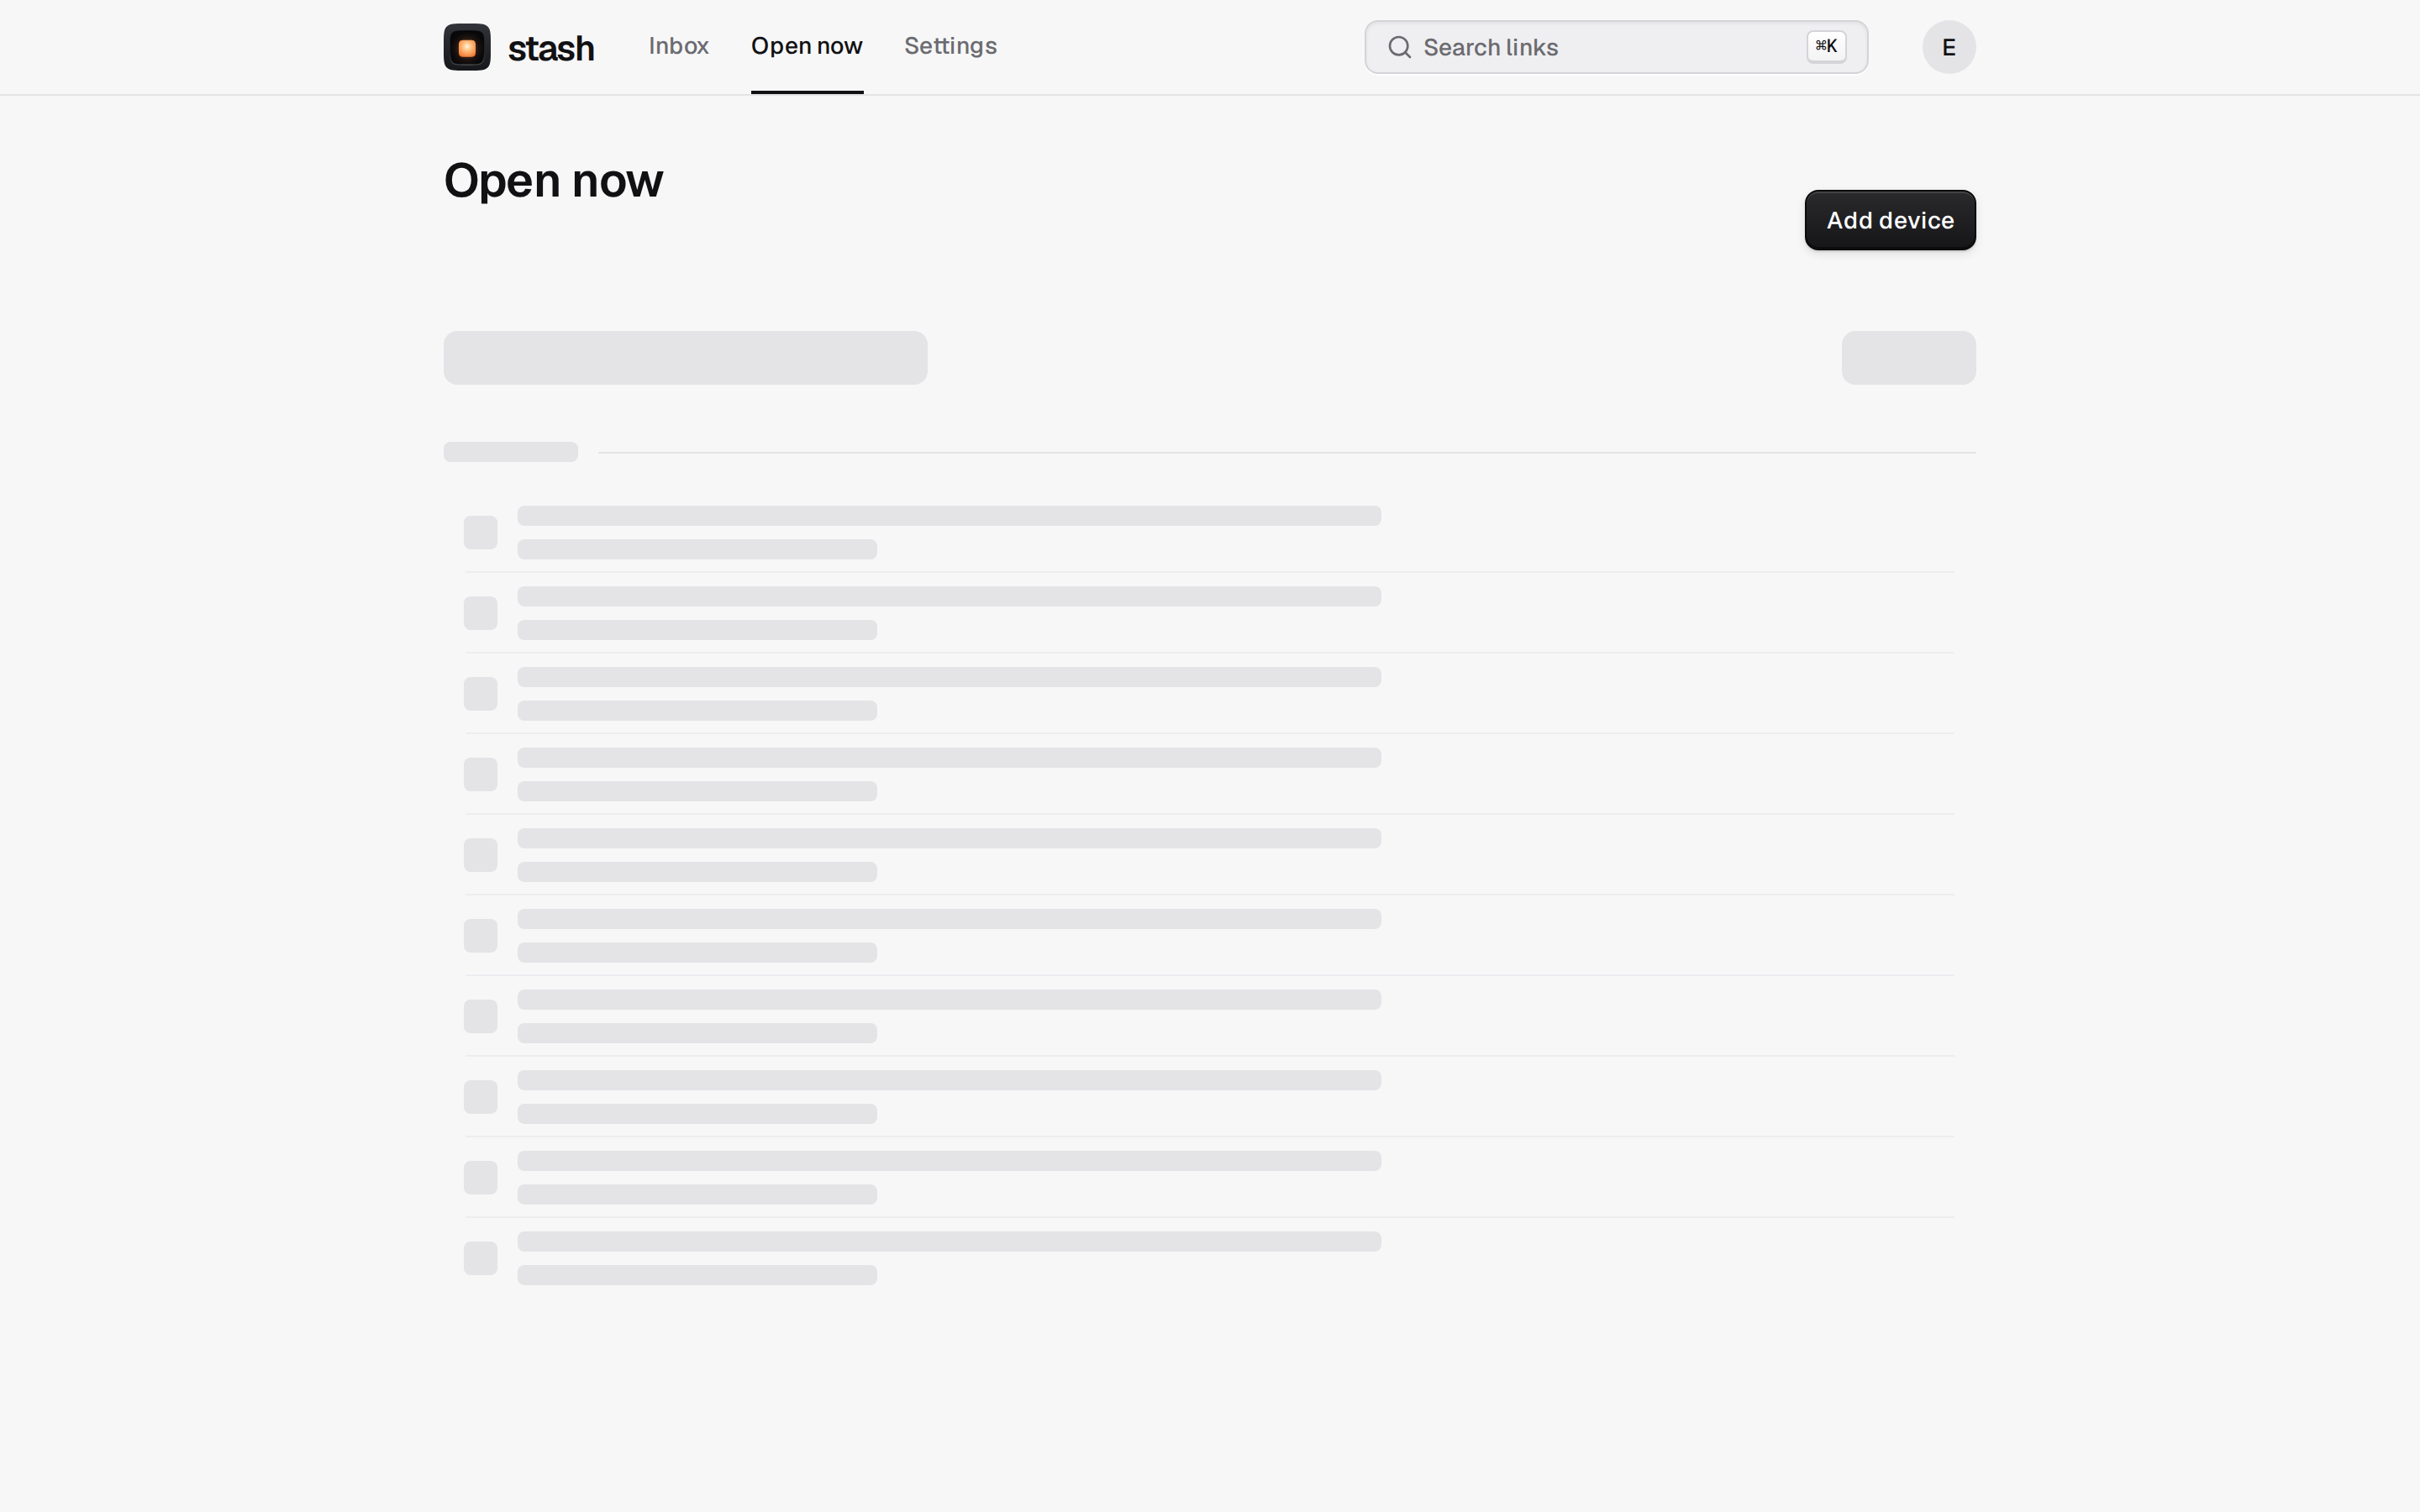 stash
Inbox
Open now
Settings
Search links
⌘K
E
Open now
Add device